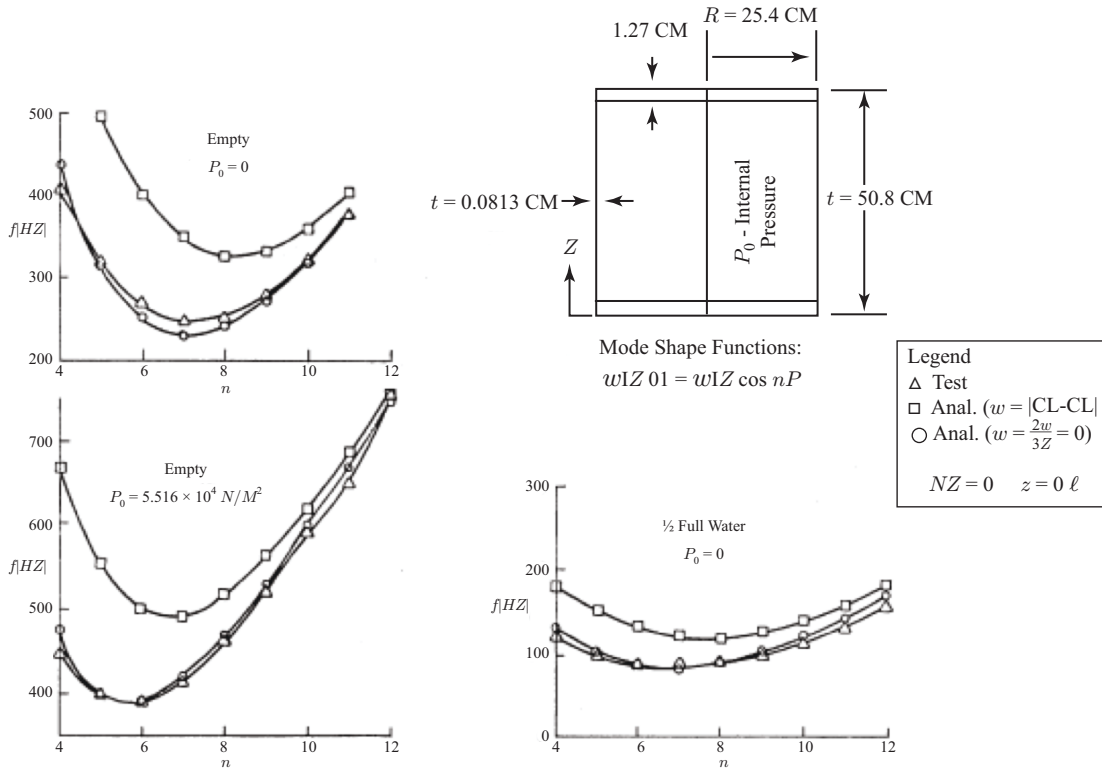 500
Empty
P₀ = 0
400
f|HZ|
300
200
4 6 8 10 12
n
R = 25.4 CM
1.27 CM
t = 0.0813 CM
t = 50.8 CM
P₀ - Internal
Pressure
Z
Mode Shape Functions:
wIZ 01 = wIZ cos nP
Legend
△ Test
□ Anal. (w = |CL-CL|
○ Anal. (w = 2w/3Z = 0)
NZ = 0 z = 0 ℓ
700
Empty
P₀ = 5.516 × 10⁴ N/M²
600
f|HZ|
500
400
4 6 8 10 12
n
300
½ Full Water
P₀ = 0
200
f|HZ|
100
0
4 6 8 10 12
n